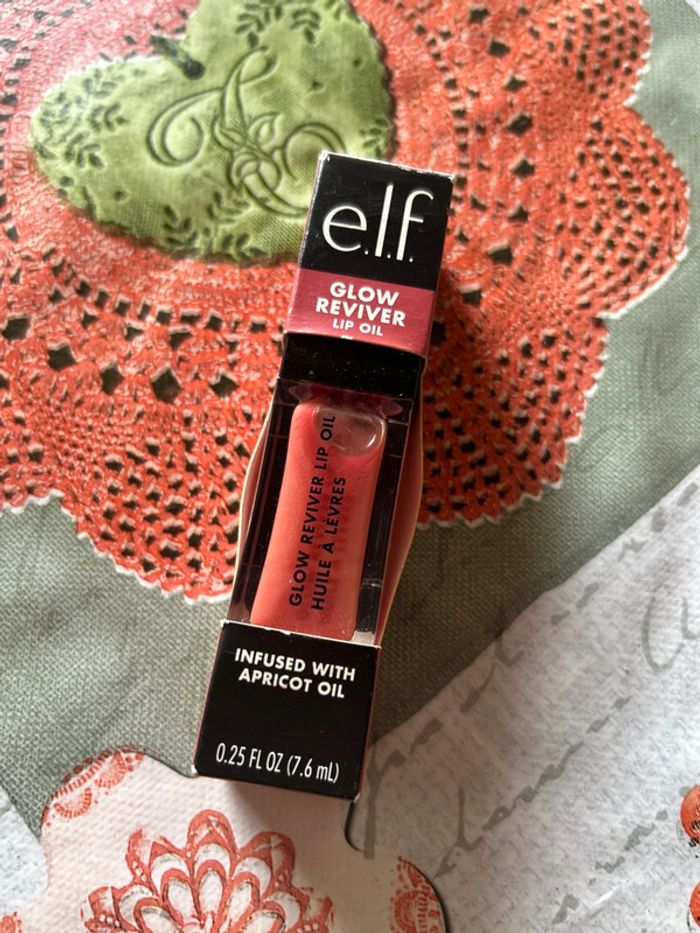 e.l.f.
GLOW
REVIVER
LIP OIL
GLOW REVIVER LIP OIL
HUILE À LÈVRES
INFUSED WITH
APRICOT OIL
0.25 FL OZ (7.6 mL)